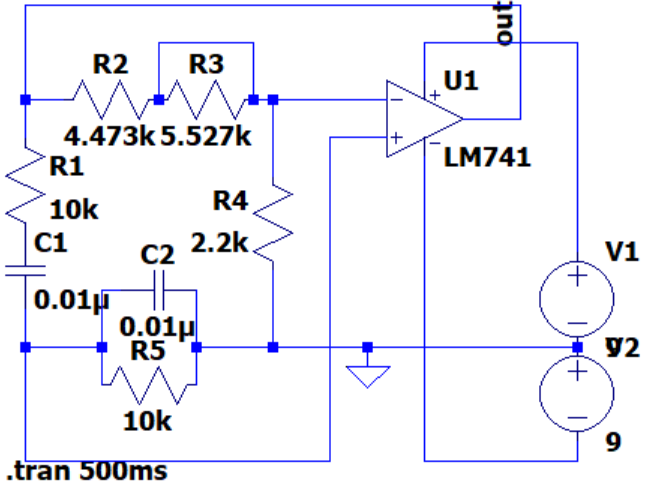 out
R2
R3
U1
+
−
4.473k
5.527k
+
−
LM741
R1
10k
R4
2.2k
C1
C2
V1
+
0.01µ
0.01µ
−
R5
V2
+
10k
−
9
.tran 500ms